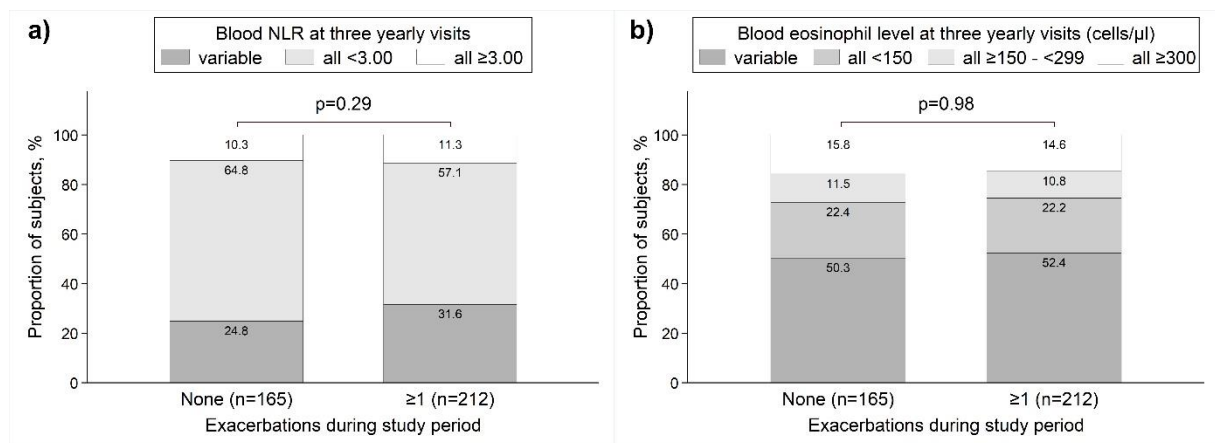 a)
Blood NLR at three yearly visits
variable all <3.00 all ≥3.00
p=0.29
Proportion of subjects, %
100
80
60
40
20
0
10.3
64.8
24.8
11.3
57.1
31.6
None (n=165) ≥1 (n=212)
Exacerbations during study period
b)
Blood eosinophil level at three yearly visits (cells/µl)
variable all <150 all ≥150 - <299 all ≥300
p=0.98
Proportion of subjects, %
100
80
60
40
20
0
15.8
11.5
22.4
50.3
14.6
10.8
22.2
52.4
None (n=165) ≥1 (n=212)
Exacerbations during study period